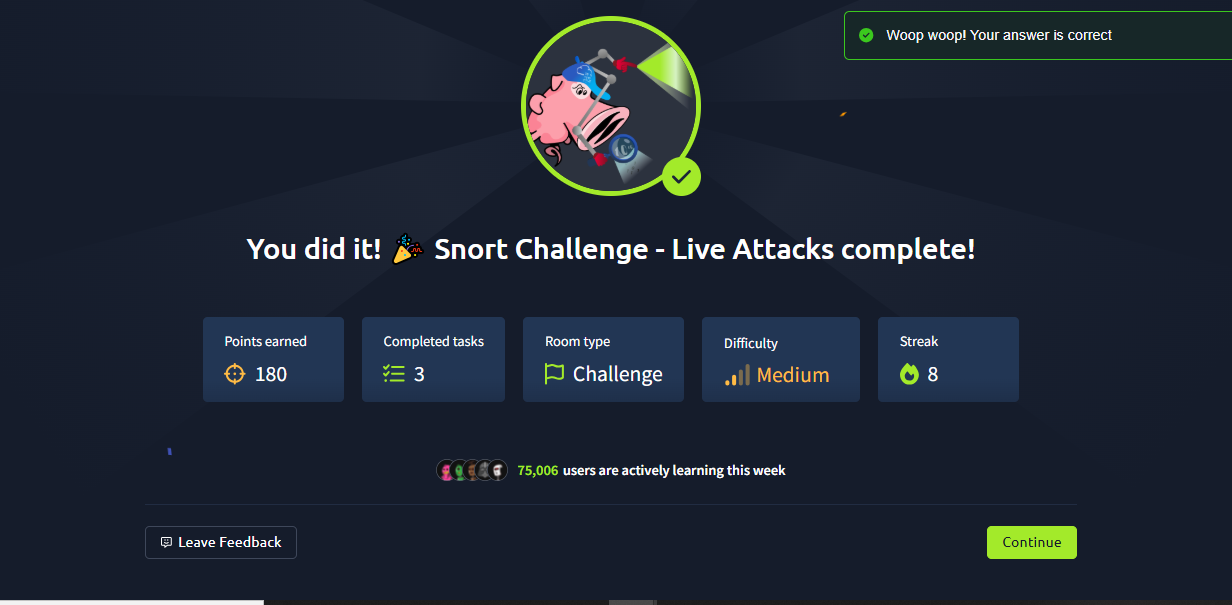 Woop woop! Your answer is correct
You did it! 🎉 Snort Challenge - Live Attacks complete!
Points earned
180
Completed tasks
3
Room type
Challenge
Difficulty
Medium
Streak
8
75,006 users are actively learning this week
Leave Feedback
Continue